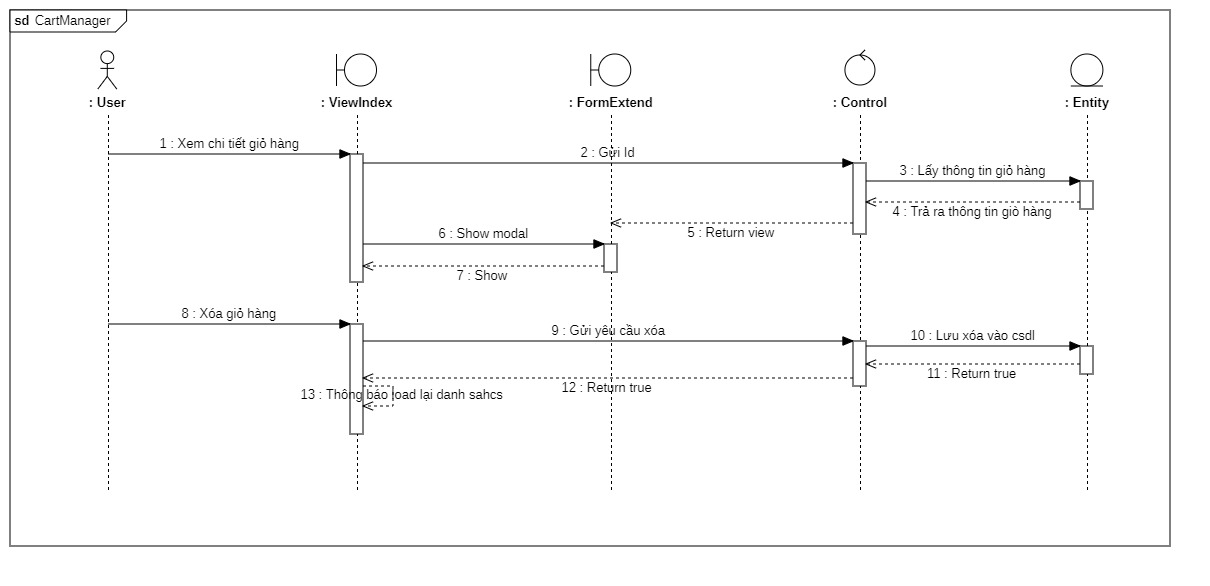 sd CartManager
: User
: ViewIndex
: FormExtend
: Control
: Entity
1 : Xem chi tiết giỏ hàng
2 : Gửi Id
3 : Lấy thông tin giỏ hàng
4 : Trả ra thông tin giò hàng
5 : Return view
6 : Show modal
7 : Show
8 : Xóa giỏ hàng
9 : Gửi yêu cầu xóa
10 : Lưu xóa vào csdl
11 : Return true
12 : Return true
13 : Thông báo load lại danh sahcs